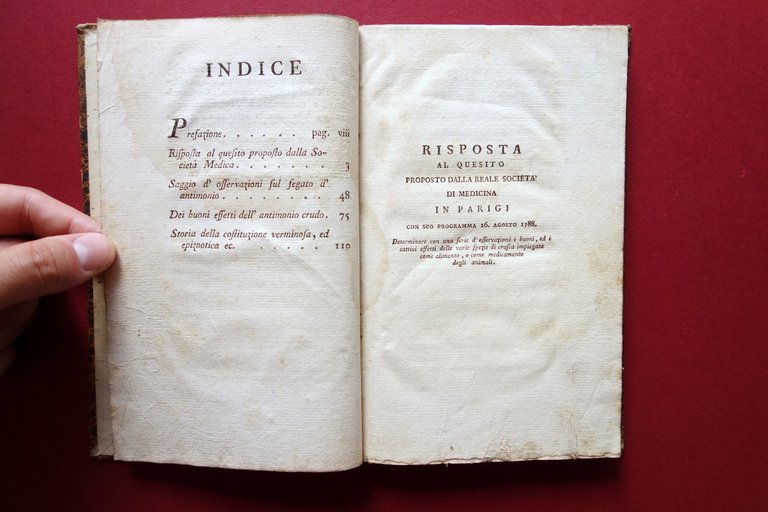 INDICE
Prefazione. . . . . . . pag. viii
Risposta al quesito proposto dalla So-
cietà Medica. . . . . . . . . 3
Saggio d' osservazioni sul fegato d'
antimonio. . . . . . . . . . 48
Dei buoni effetti dell' antimonio crudo. 75
Storia della costituzione verminosa, ed
epizootica ec. . . . . . . . . 110
RISPOSTA
AL QUESITO
PROPOSTO DALLA REALE SOCIETA'
DI MEDICINA
IN PARIGI
CON SUO PROGRAMMA 26. AGOSTO 1788.
Determinare con una serie d'osservazioni i buoni, ed i
cattivi effetti delle varie spezie di crusca impiegata
come alimento, o come medicamento
degli animali.